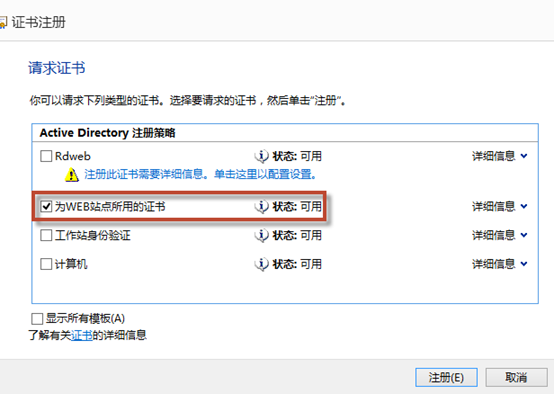 证书注册
请求证书
你可以请求下列类型的证书。选择要请求的证书，然后单击“注册”。
Active Directory 注册策略
Rdweb 状态: 可用 详细信息
注册此证书需要详细信息。单击这里以配置设置。
为WEB站点所用的证书 状态: 可用 详细信息
工作站身份验证 状态: 可用 详细信息
计算机 状态: 可用 详细信息
显示所有模板(A)
了解有关证书的详细信息
注册(E) 取消